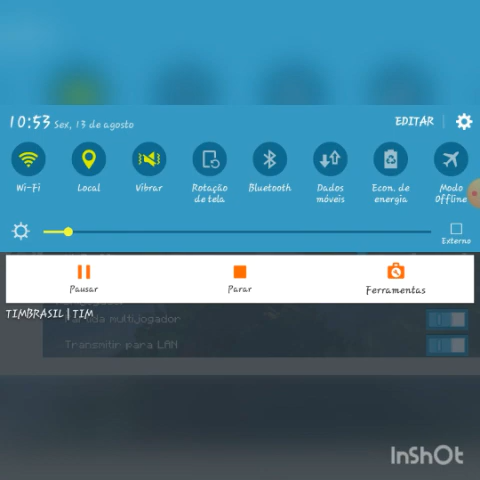 10:53 Sex, 13 de agosto EDITAR
Wi-Fi Local Vibrar Rotação de tela Bluetooth Dados móveis Econ. de energia Modo Offline
Externo
Pausar Parar Ferramentas
TIMBRASIL | TIM
Partida multijogador
Transmitir para LAN
InShOt